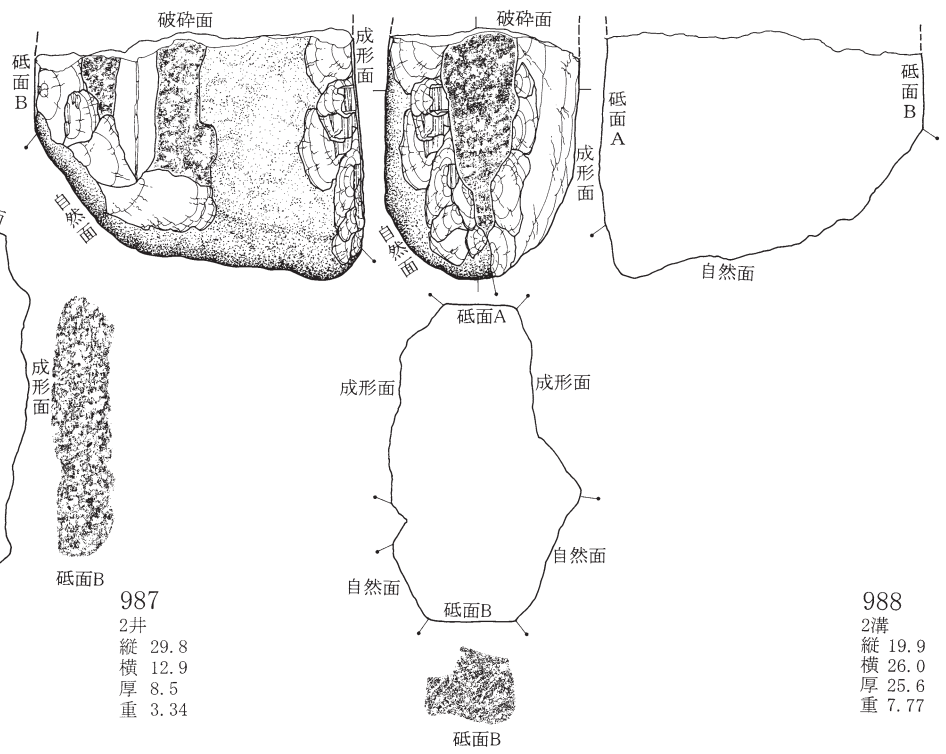 破砕面
破砕面
砥面B
成形面
成形面
砥面A
砥面B
自然面
自然面
自然面
砥面A
成形面
成形面
成形面
自然面
自然面
砥面B
砥面B
砥面B
987
2井
縦 29.8
横 12.9
厚 8.5
重 3.34
988
2溝
縦 19.9
横 26.0
厚 25.6
重 7.77